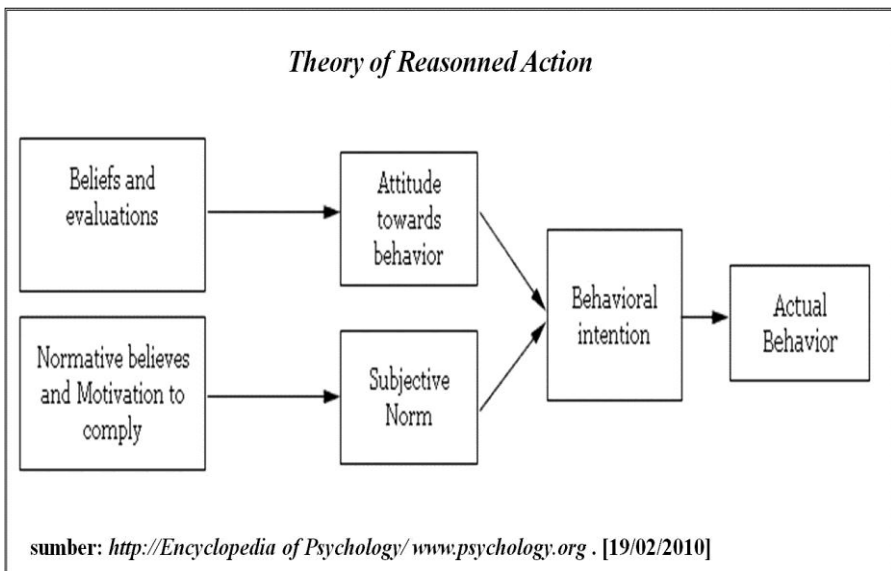 Theory of Reasonned Action
Beliefs and
evaluations
Attitude
towards
behavior
Behavioral
intention
Actual
Behavior
Normative believes
and Motivation to
comply
Subjective
Norm
sumber: http://Encyclopedia of Psychology/ www.psychology.org . [19/02/2010]